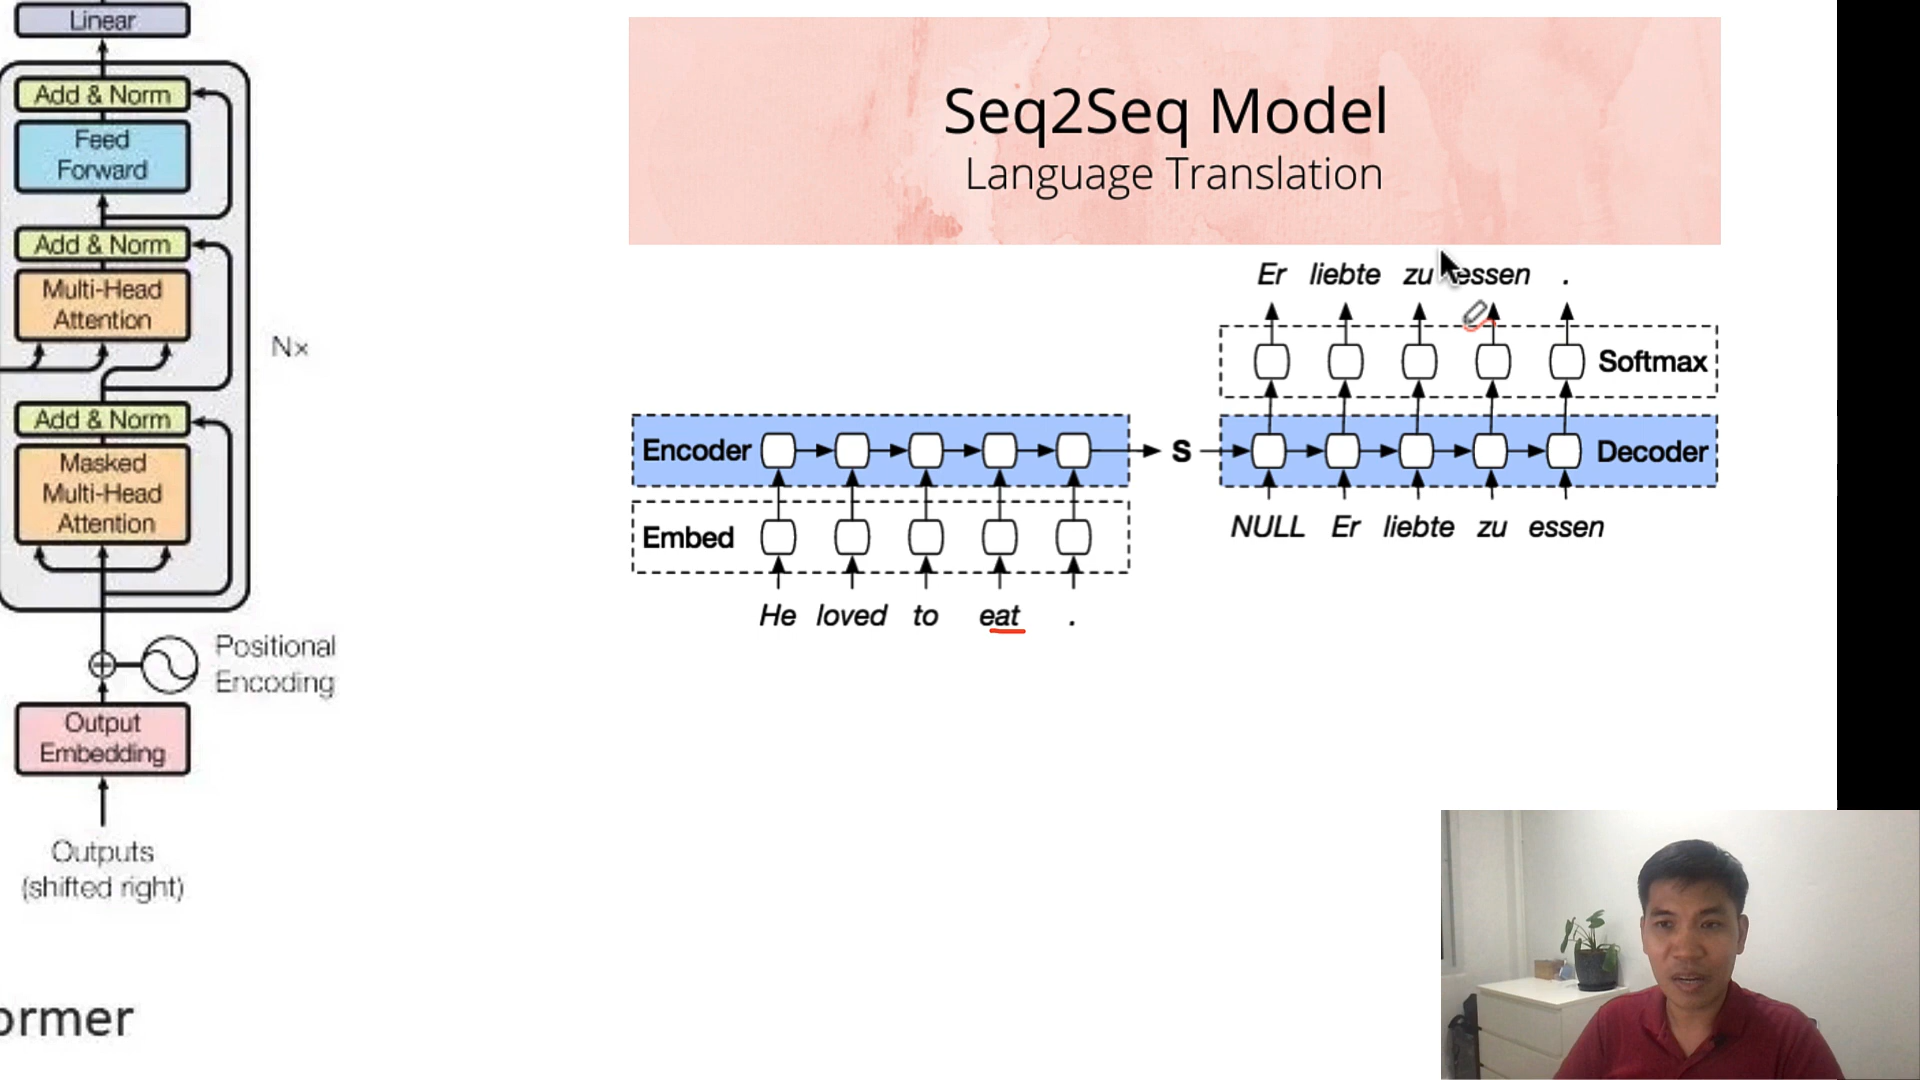 Linear
Add & Norm
Feed
Forward
Add & Norm
Multi-Head
Attention
Nx
Add & Norm
Masked
Multi-Head
Attention
Positional
Encoding
Output
Embedding
Outputs
(shifted right)
ormer
Seq2Seq Model
Language Translation
Er liebte zu essen .
Softmax
Encoder S Decoder
NULL Er liebte zu essen
Embed
He loved to eat .